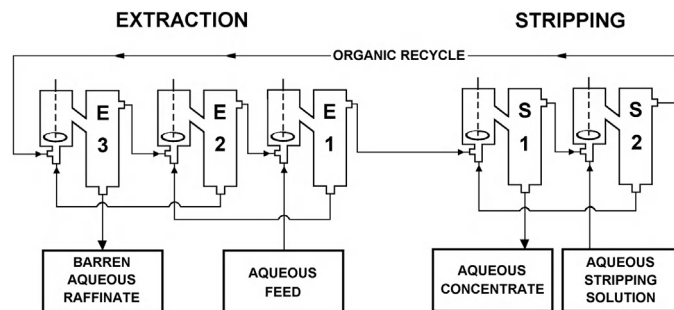 EXTRACTION
STRIPPING
ORGANIC RECYCLE
E
3
E
2
E
1
S
1
S
2
BARREN
AQUEOUS
RAFFINATE
AQUEOUS
FEED
AQUEOUS
CONCENTRATE
AQUEOUS
STRIPPING
SOLUTION